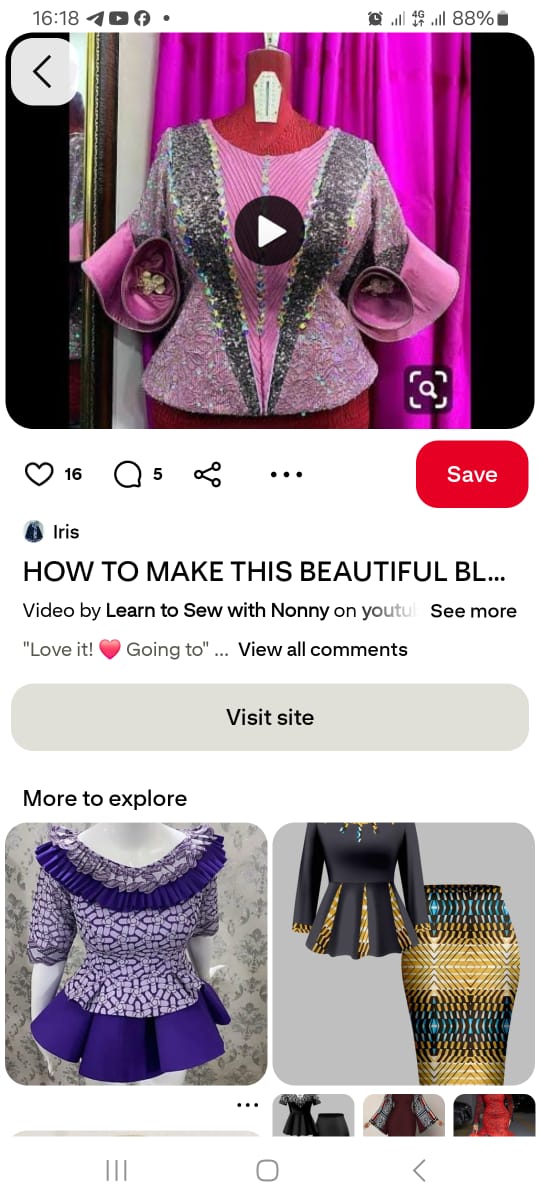 16:18
4G
88%
16
5
Save
Iris
HOW TO MAKE THIS BEAUTIFUL BL...
Video by Learn to Sew with Nonny on youtu See more
"Love it! ❤️ Going to" ... View all comments
Visit site
More to explore